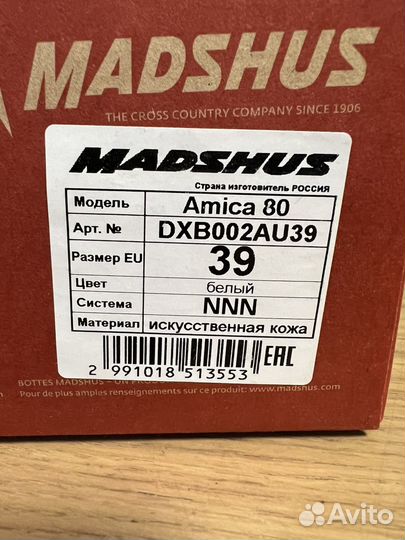 MADSHUS
THE CROSS COUNTRY COMPANY SINCE 1906
MADSHUS
Страна изготовитель РОССИЯ
Модель Amica 80
Арт. № DXB002AU39
Размер EU 39
Цвет белый
Система NNN
Материал искусственная кожа
2 991018 513553 EAC
BOTTES MADSHUS – UN PRODU
Pour de plus amples renseignements sur ce produit: www.madshus.com
Avito